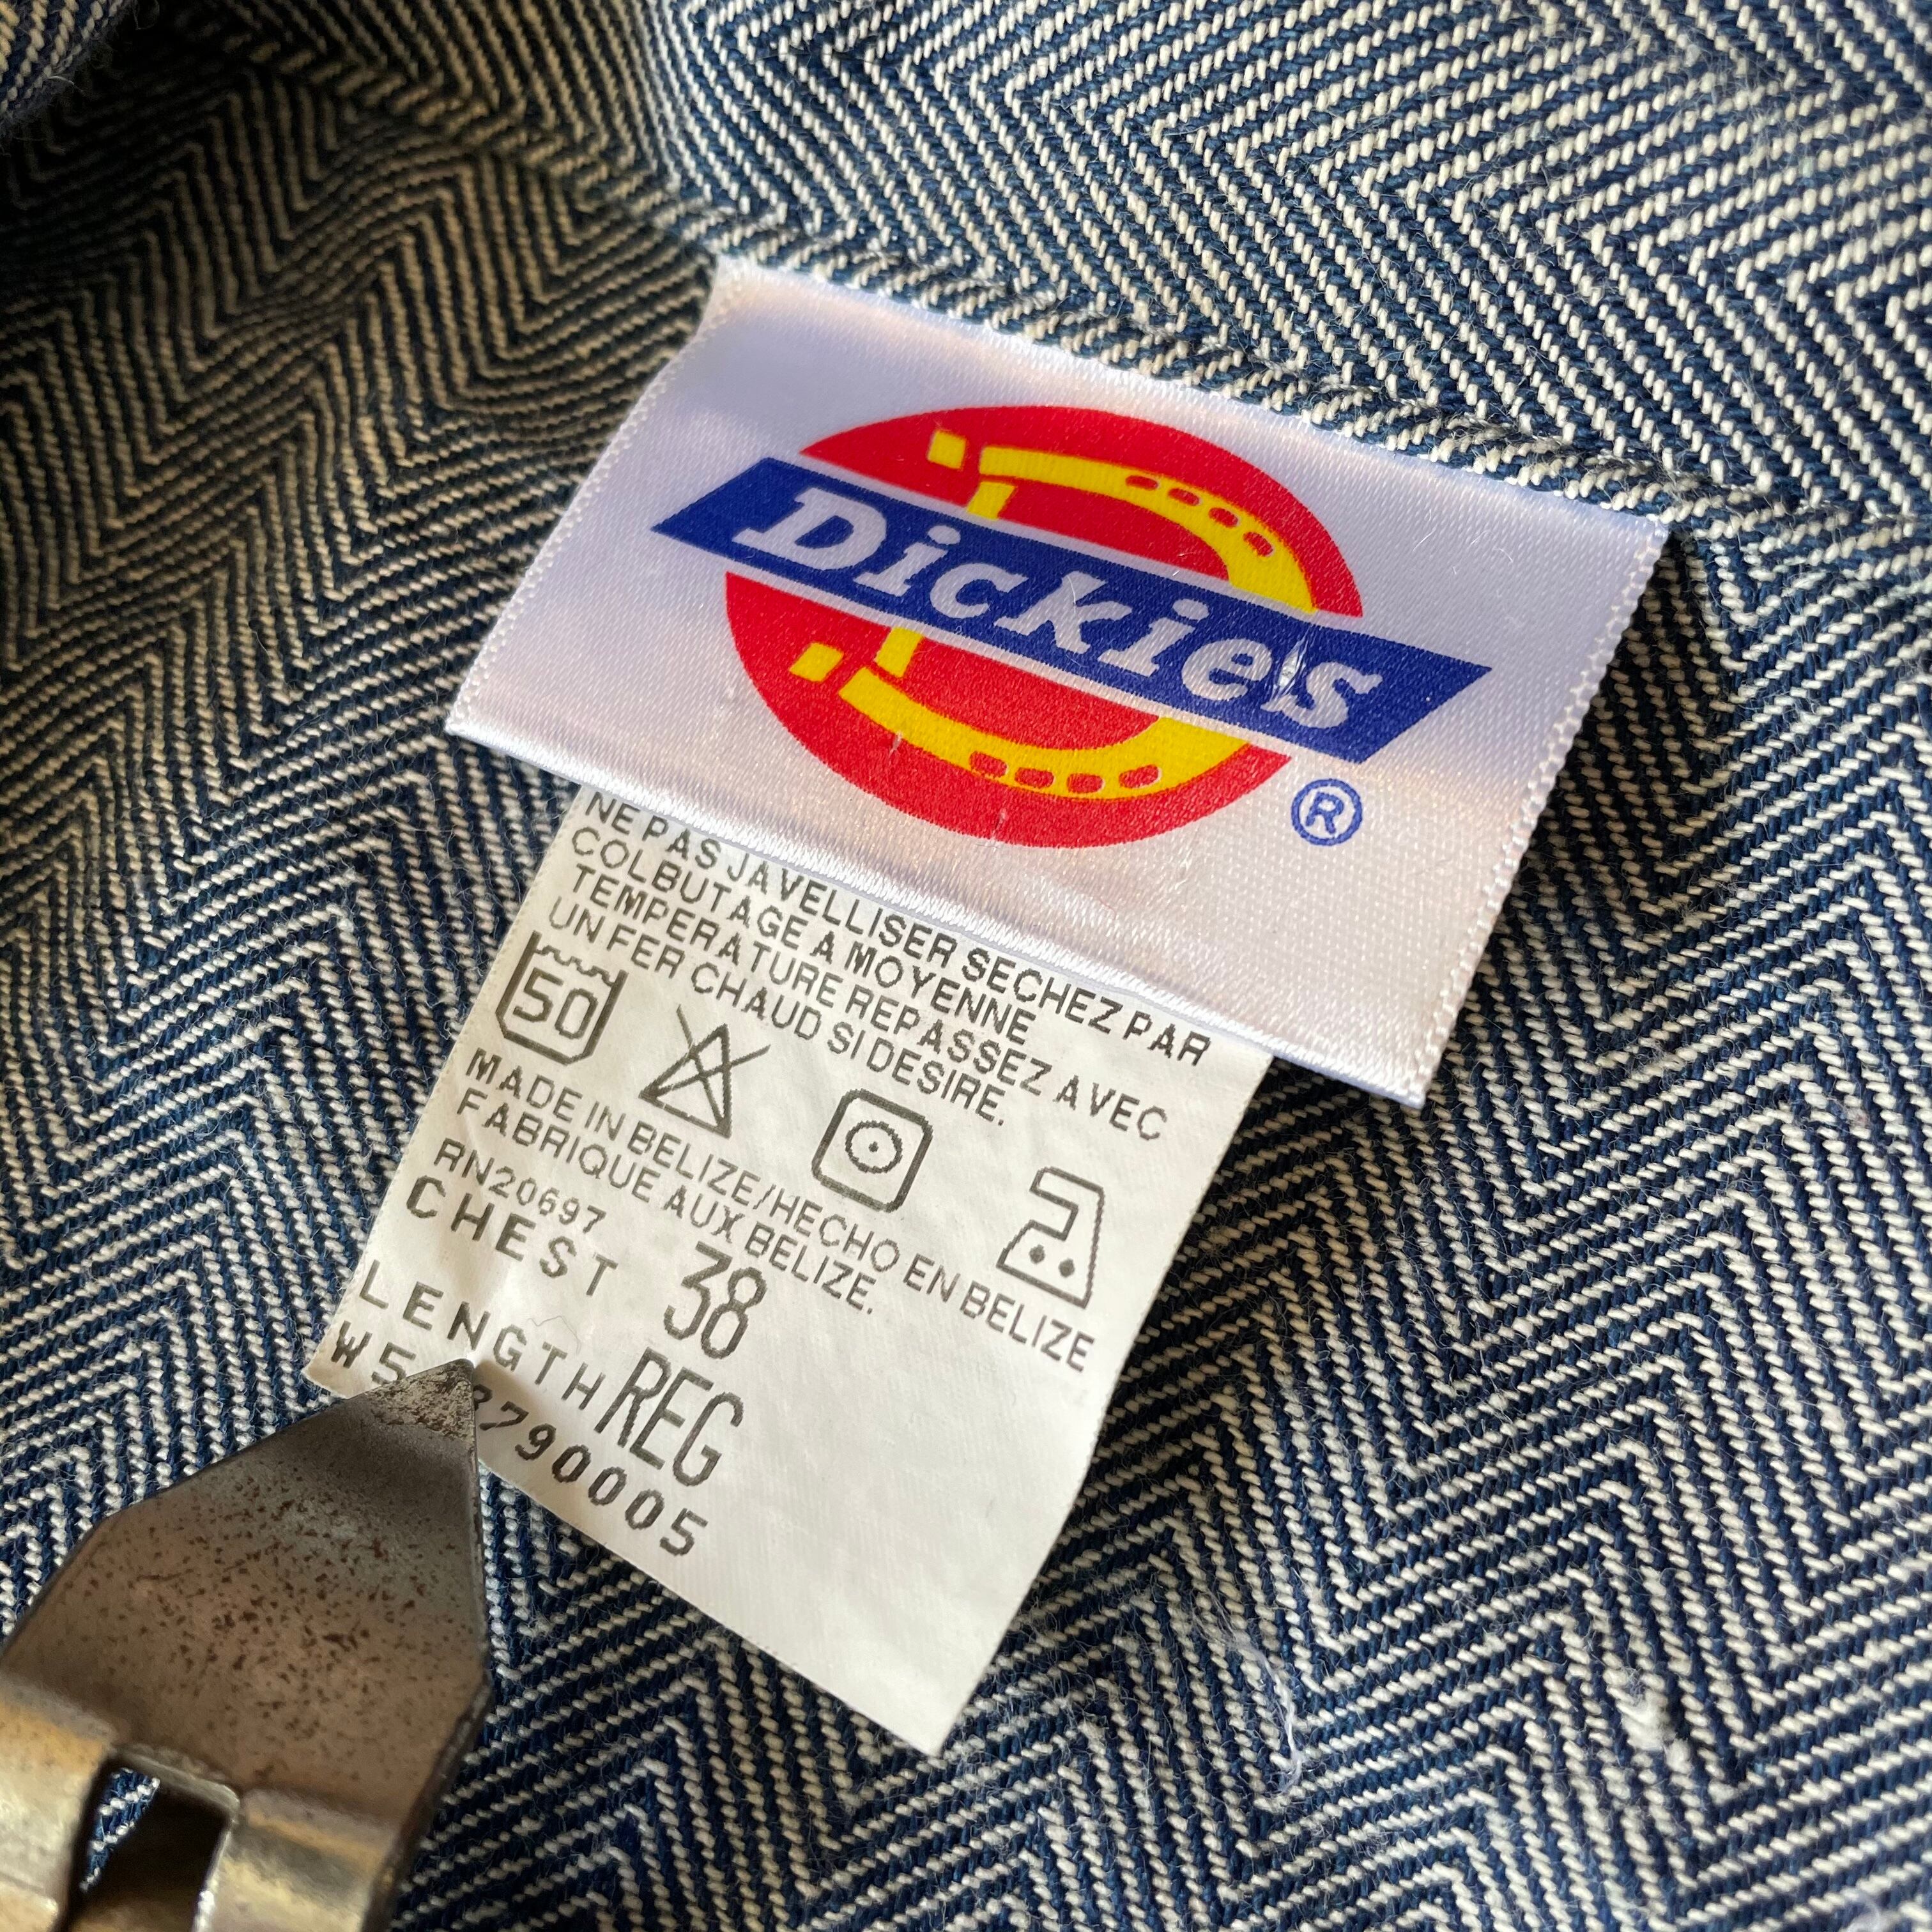 Dickies
®
NE PAS JAVELLISER SECHEZ PAR
COLBUTAGE A MOYENNE
TEMPERATURE REPASSEZ AVEC
UN FER CHAUD SI DESIRE.
50
MADE IN BELIZE/HECHO EN BELIZE
FABRIQUE AUX BELIZE.
RN20697
CHEST 38
LENGTH REG